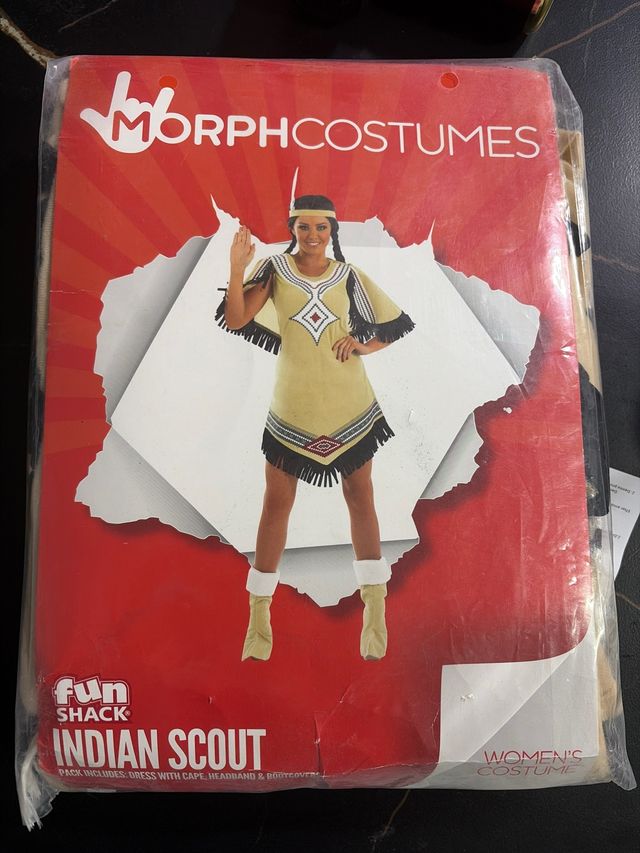 MORPHCOSTUMES
fun
SHACK
INDIAN SCOUT
PACK INCLUDES: DRESS WITH CAPE, HEADBAND & BOOTCOVERS
WOMEN'S
COSTUME